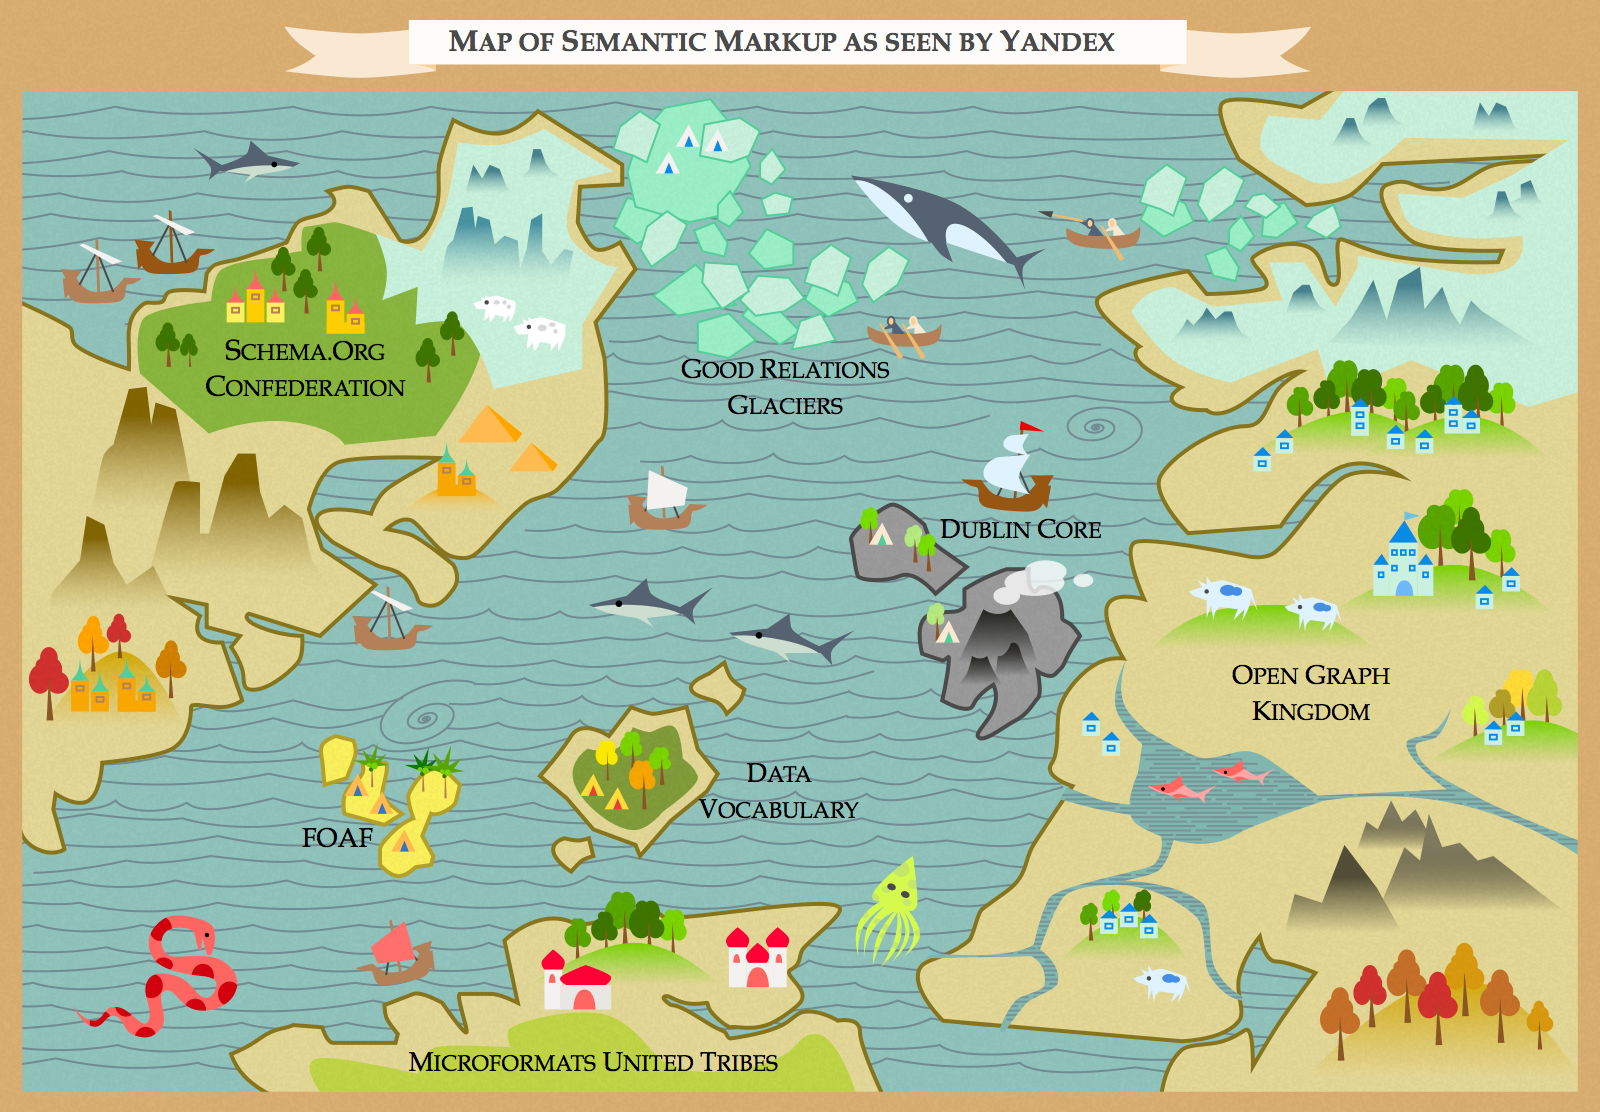 Map of Semantic Markup as seen by Yandex
Schema.Org
Confederation
Good Relations
Glaciers
Dublin Core
Open Graph
Kingdom
Data
Vocabulary
FOAF
Microformats United Tribes